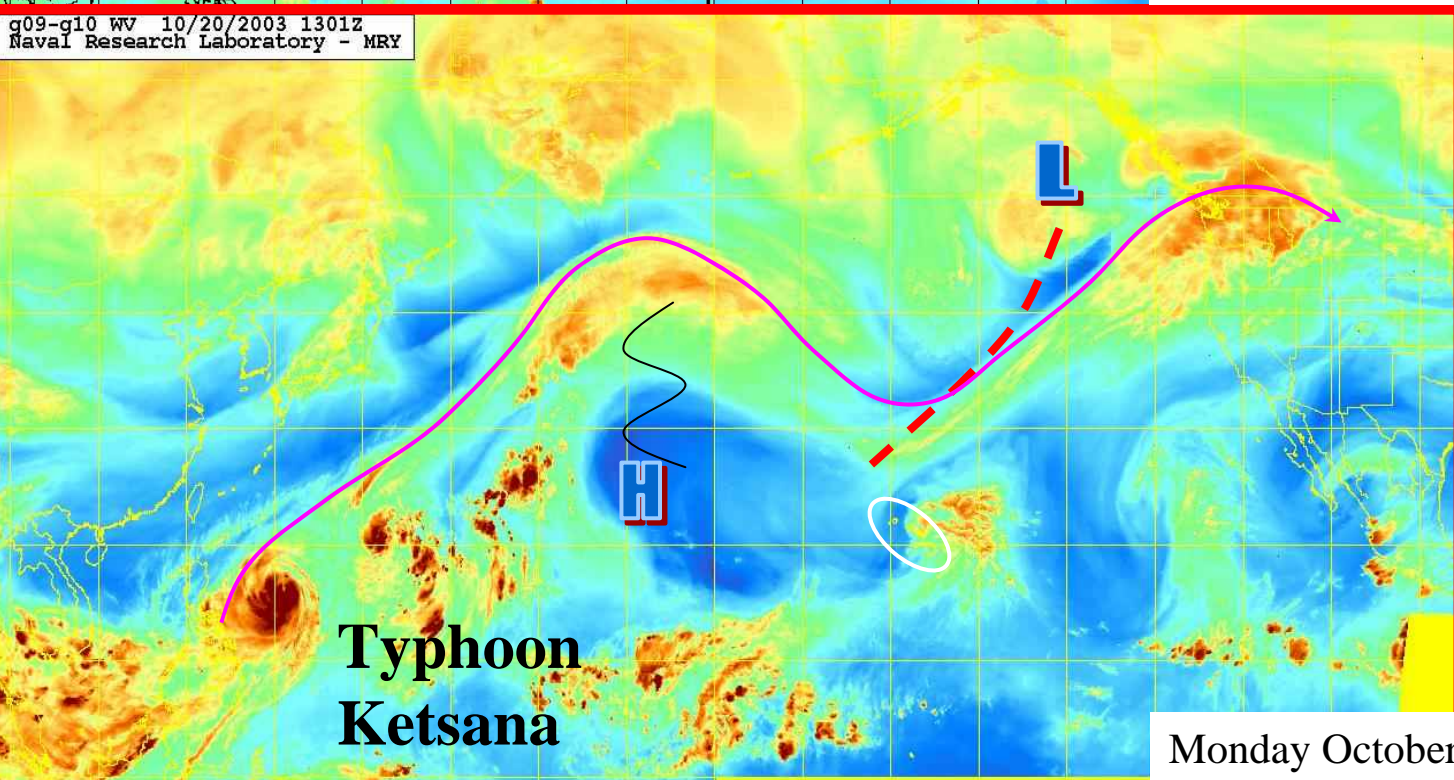 g09-g10 WV 10/20/2003 1301Z
Naval Research Laboratory - MRY
L
H
Typhoon
Ketsana
Monday October